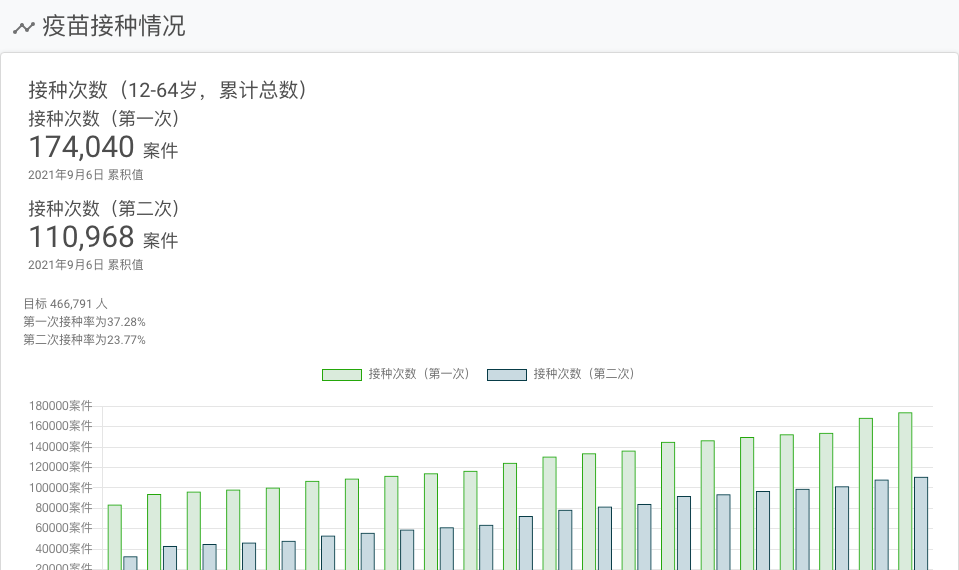 疫苗接种情况
接种次数（12-64岁，累计总数）
接种次数（第一次）
174,040 案件
2021年9月6日 累积值
接种次数（第二次）
110,968 案件
2021年9月6日 累积值
目标 466,791 人
第一次接种率为37.28%
第二次接种率为23.77%
接种次数（第一次） 接种次数（第二次）
180000案件
160000案件
140000案件
120000案件
100000案件
80000案件
60000案件
40000案件
20000案件